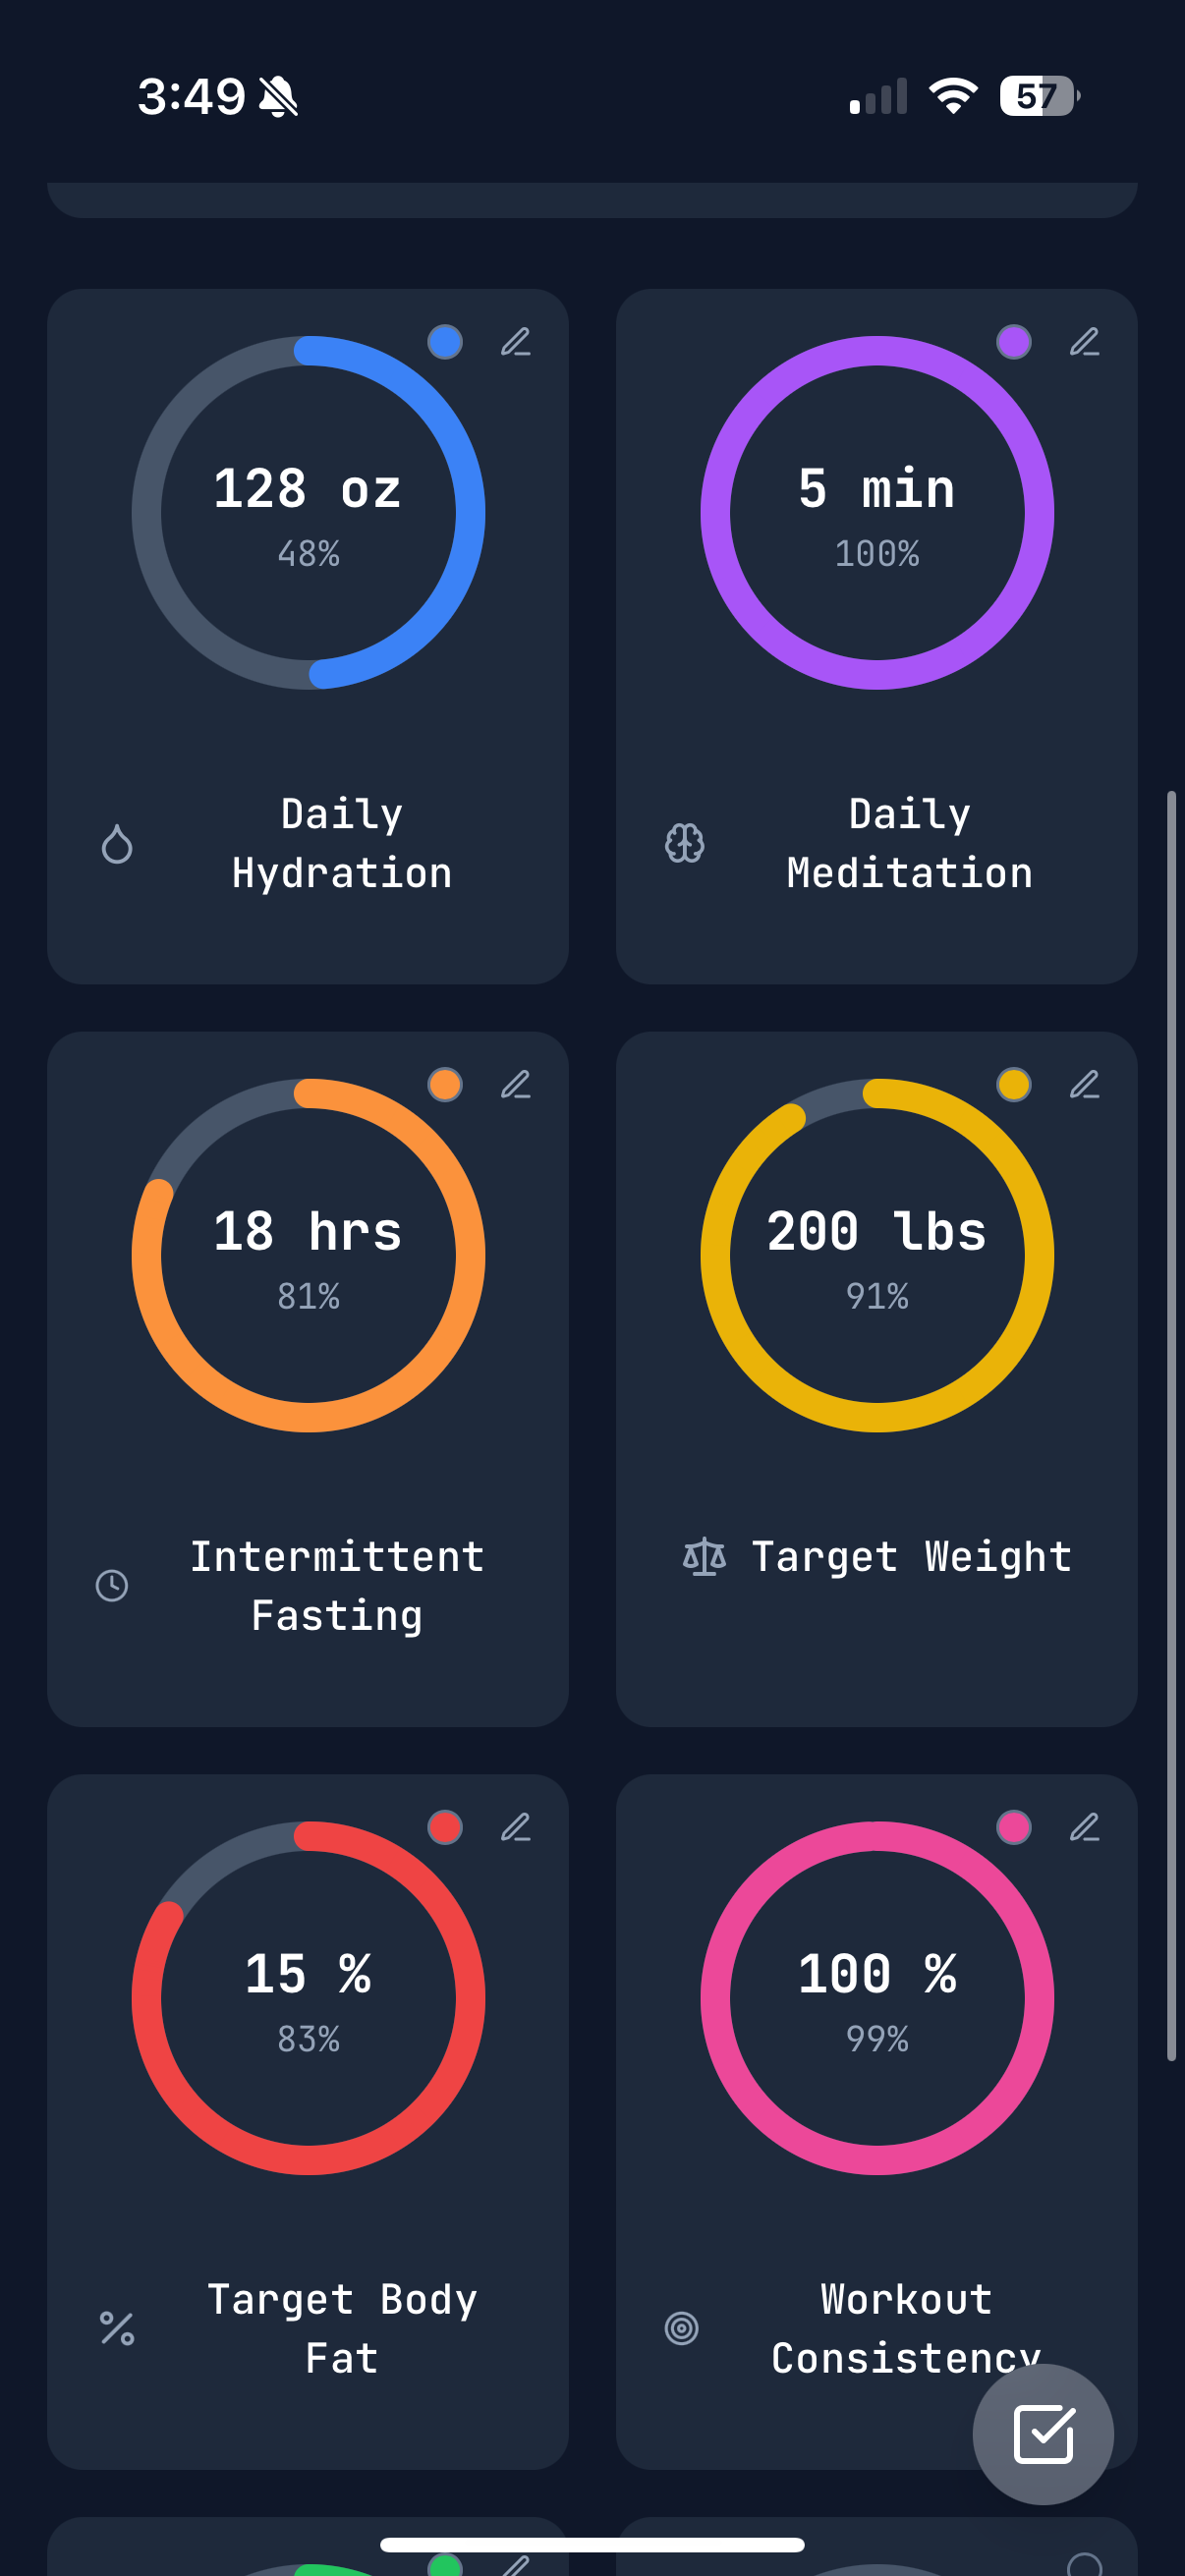 3:49
57
128 oz
48%
Daily
Hydration
5 min
100%
Daily
Meditation
18 hrs
81%
Intermittent
Fasting
200 lbs
91%
Target Weight
15 %
83%
Target Body
Fat
100 %
99%
Workout
Consistency